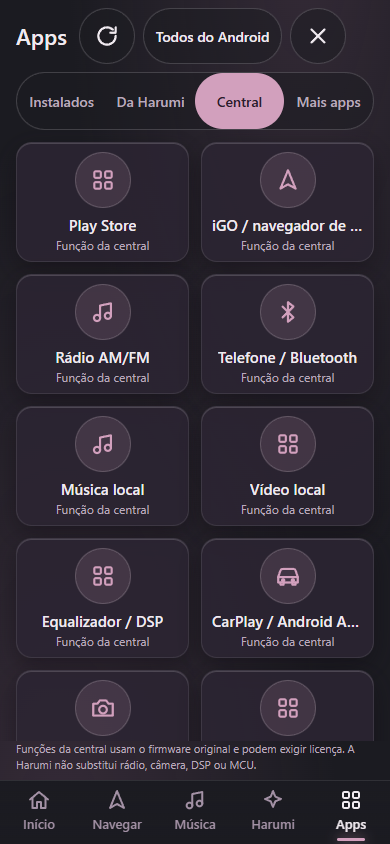 Apps
Todos do Android
Instalados
Da Harumi
Central
Mais apps
Play Store
Função da central
iGO / navegador de ...
Função da central
Rádio AM/FM
Função da central
Telefone / Bluetooth
Função da central
Música local
Função da central
Vídeo local
Função da central
Equalizador / DSP
Função da central
CarPlay / Android A...
Função da central
Funções da central usam o firmware original e podem exigir licença. A
Harumi não substitui rádio, câmera, DSP ou MCU.
Início
Navegar
Música
Harumi
Apps